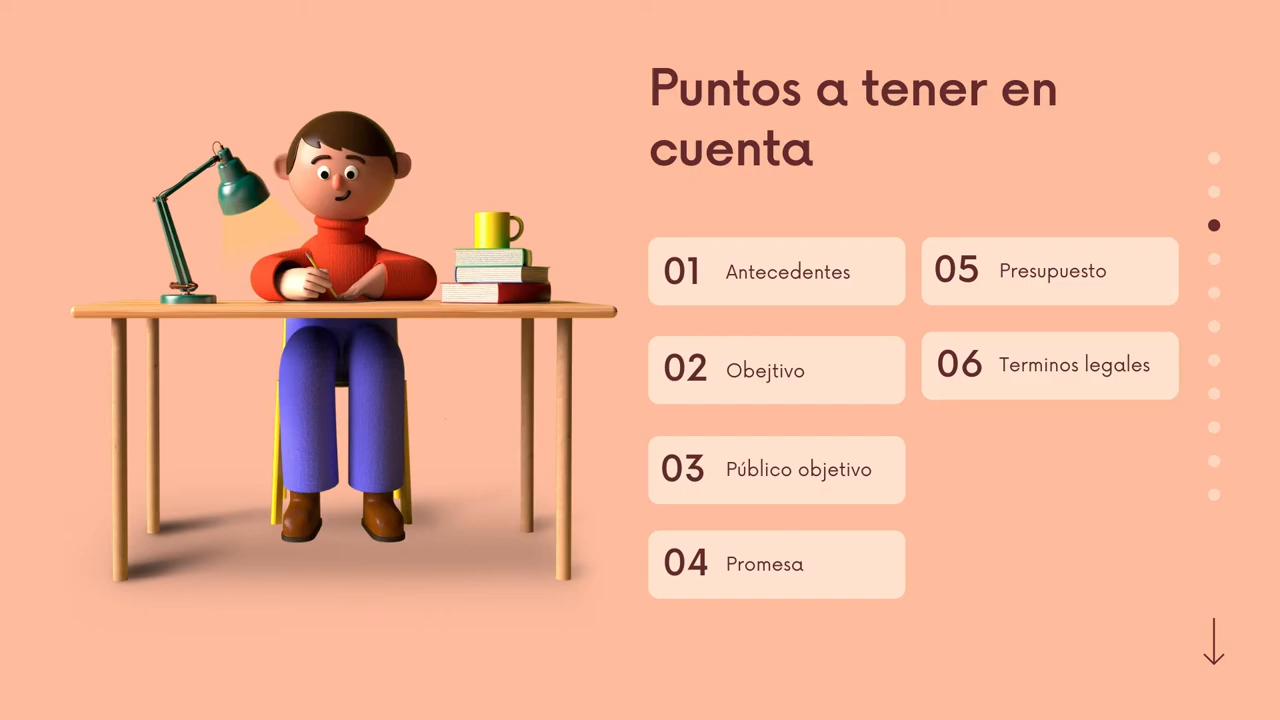 Puntos a tener en
cuenta
01 Antecedentes
02 Obejtivo
03 Público objetivo
04 Promesa
05 Presupuesto
06 Terminos legales